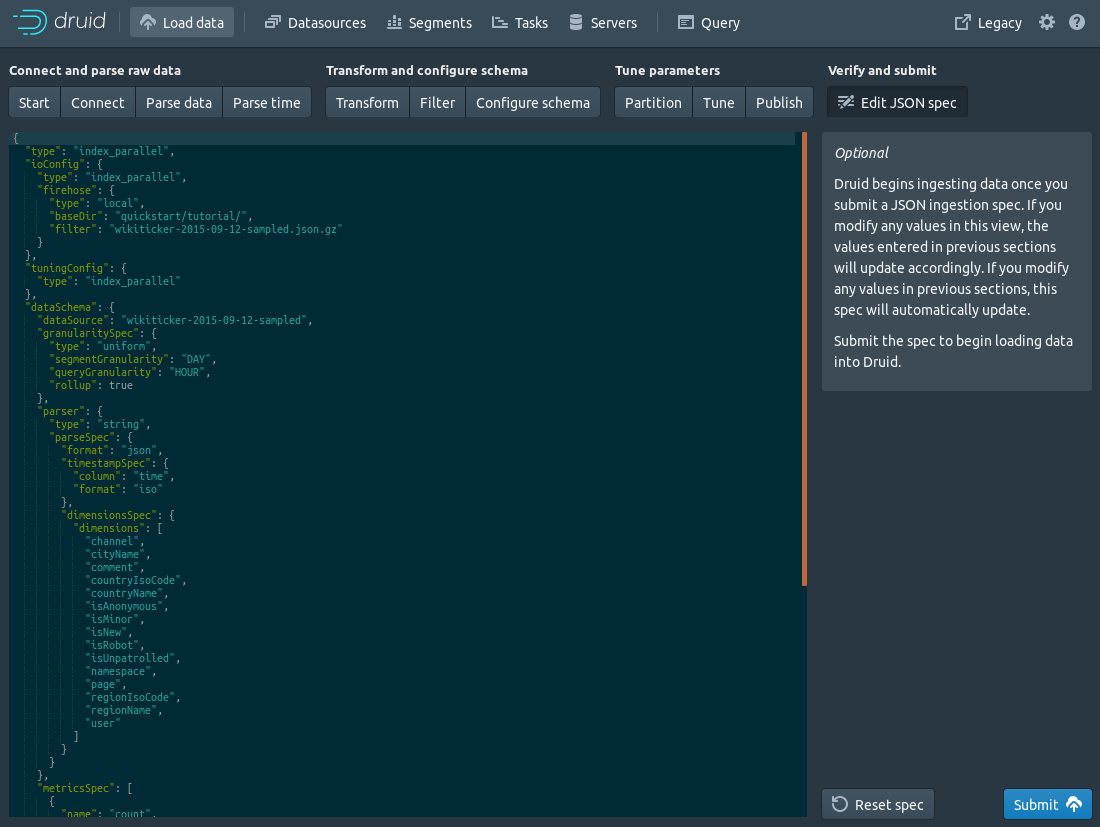 druid
Load data
Datasources
Segments
Tasks
Servers
Query
Legacy
Connect and parse raw data
Transform and configure schema
Tune parameters
Verify and submit
Start
Connect
Parse data
Parse time
Transform
Filter
Configure schema
Partition
Tune
Publish
Edit JSON spec
{
  "type": "index_parallel",
  "ioConfig": {
    "type": "index_parallel",
    "firehose": {
      "type": "local",
      "baseDir": "quickstart/tutorial/",
      "filter": "wikiticker-2015-09-12-sampled.json.gz"
    }
  },
  "tuningConfig": {
    "type": "index_parallel"
  },
  "dataSchema": {
    "dataSource": "wikiticker-2015-09-12-sampled",
    "granularitySpec": {
      "type": "uniform",
      "segmentGranularity": "DAY",
      "queryGranularity": "HOUR",
      "rollup": true
    },
    "parser": {
      "type": "string",
      "parseSpec": {
        "format": "json",
        "timestampSpec": {
          "column": "time",
          "format": "iso"
        },
        "dimensionsSpec": {
          "dimensions": [
            "channel",
            "cityName",
            "comment",
            "countryIsoCode",
            "countryName",
            "isAnonymous",
            "isMinor",
            "isNew",
            "isRobot",
            "isUnpatrolled",
            "namespace",
            "page",
            "regionIsoCode",
            "regionName",
            "user"
          ]
        }
      }
    },
    "metricsSpec": [
      {
        "name": "count",
Optional
Druid begins ingesting data once you
submit a JSON ingestion spec. If you
modify any values in this view, the
values entered in previous sections
will update accordingly. If you modify
any values in previous sections, this
spec will automatically update.
Submit the spec to begin loading data
into Druid.
Reset spec
Submit